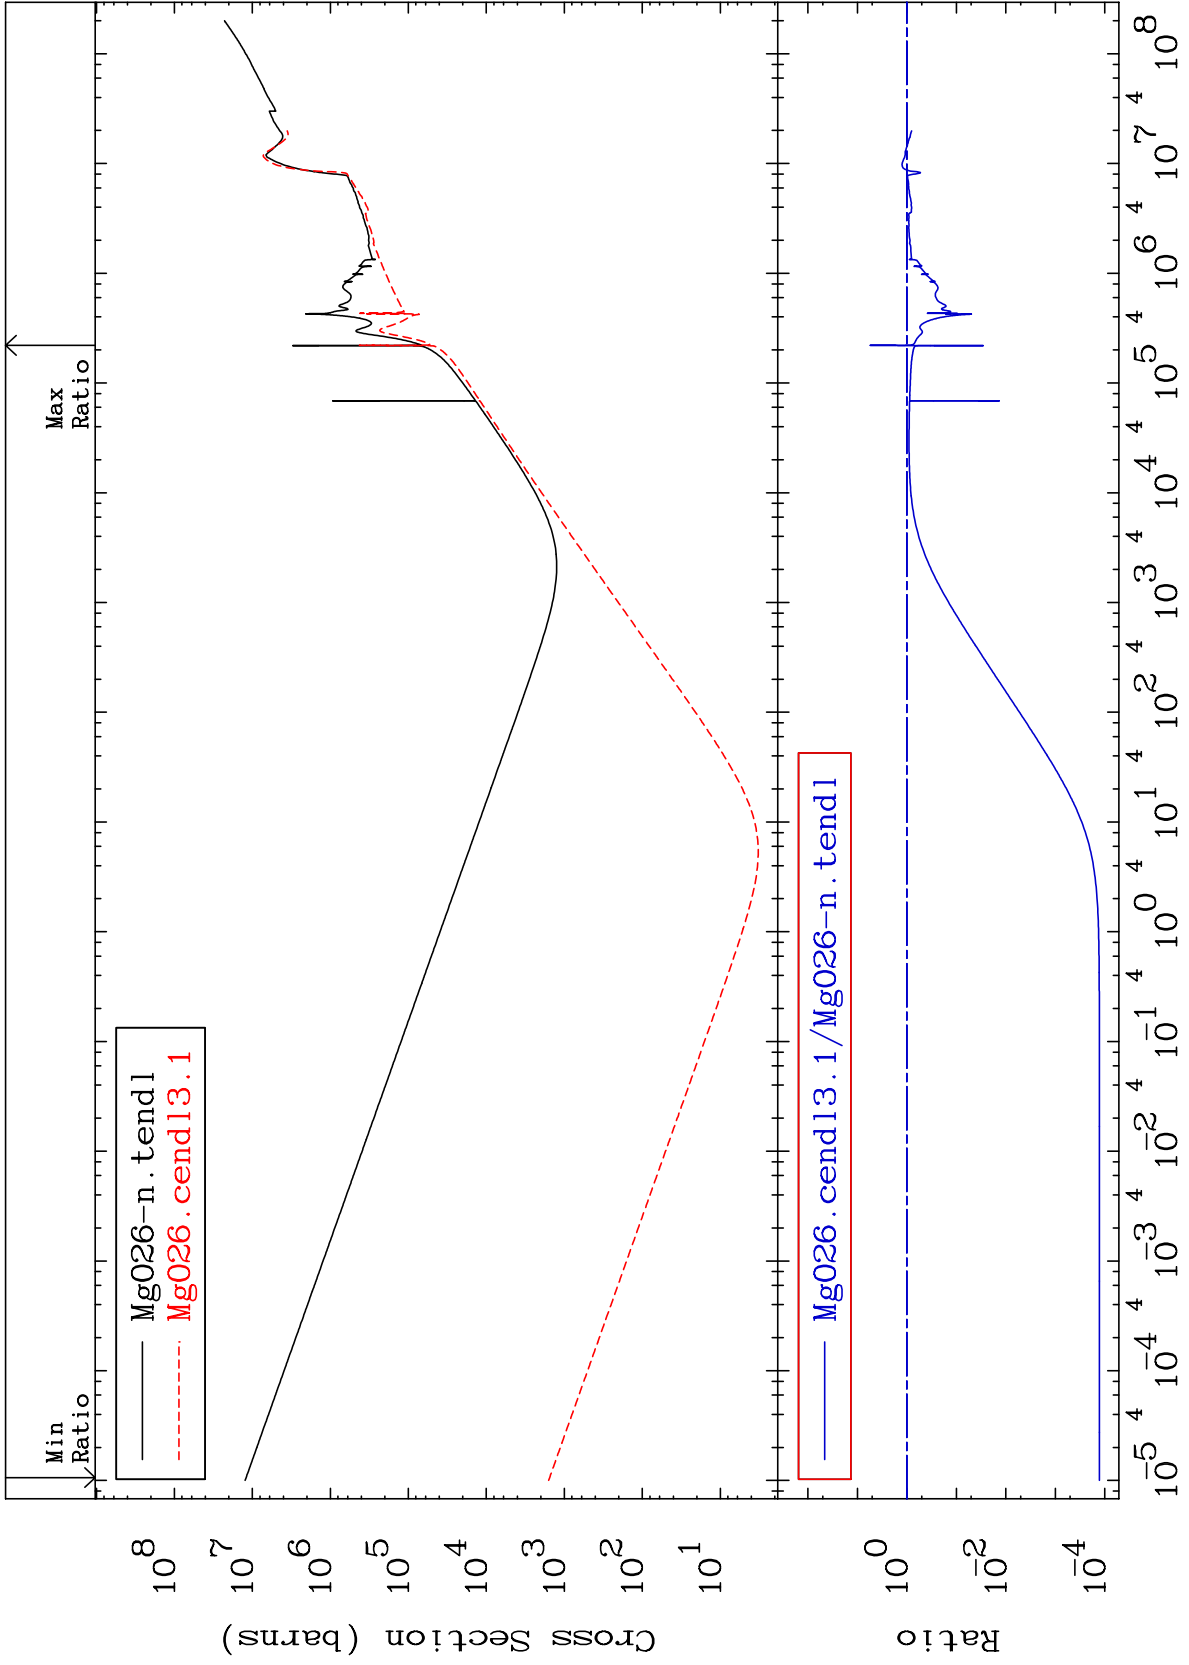 Min
Ratio
Max
Ratio
Mg026-n.tendl
Mg026.cendl3.1
Cross Section (barns)
10^8
10^7
10^6
10^5
10^4
10^3
10^2
10^1
Mg026.cendl3.1/Mg026-n.tendl
Ratio
10^0
10^-2
10^-4
10^-5 4 10^-4 4 10^-3 4 10^-2 4 10^-1 4 10^0 4 10^1 4 10^2 4 10^3 4 10^4 4 10^5 4 10^6 4 10^7 4 10^8